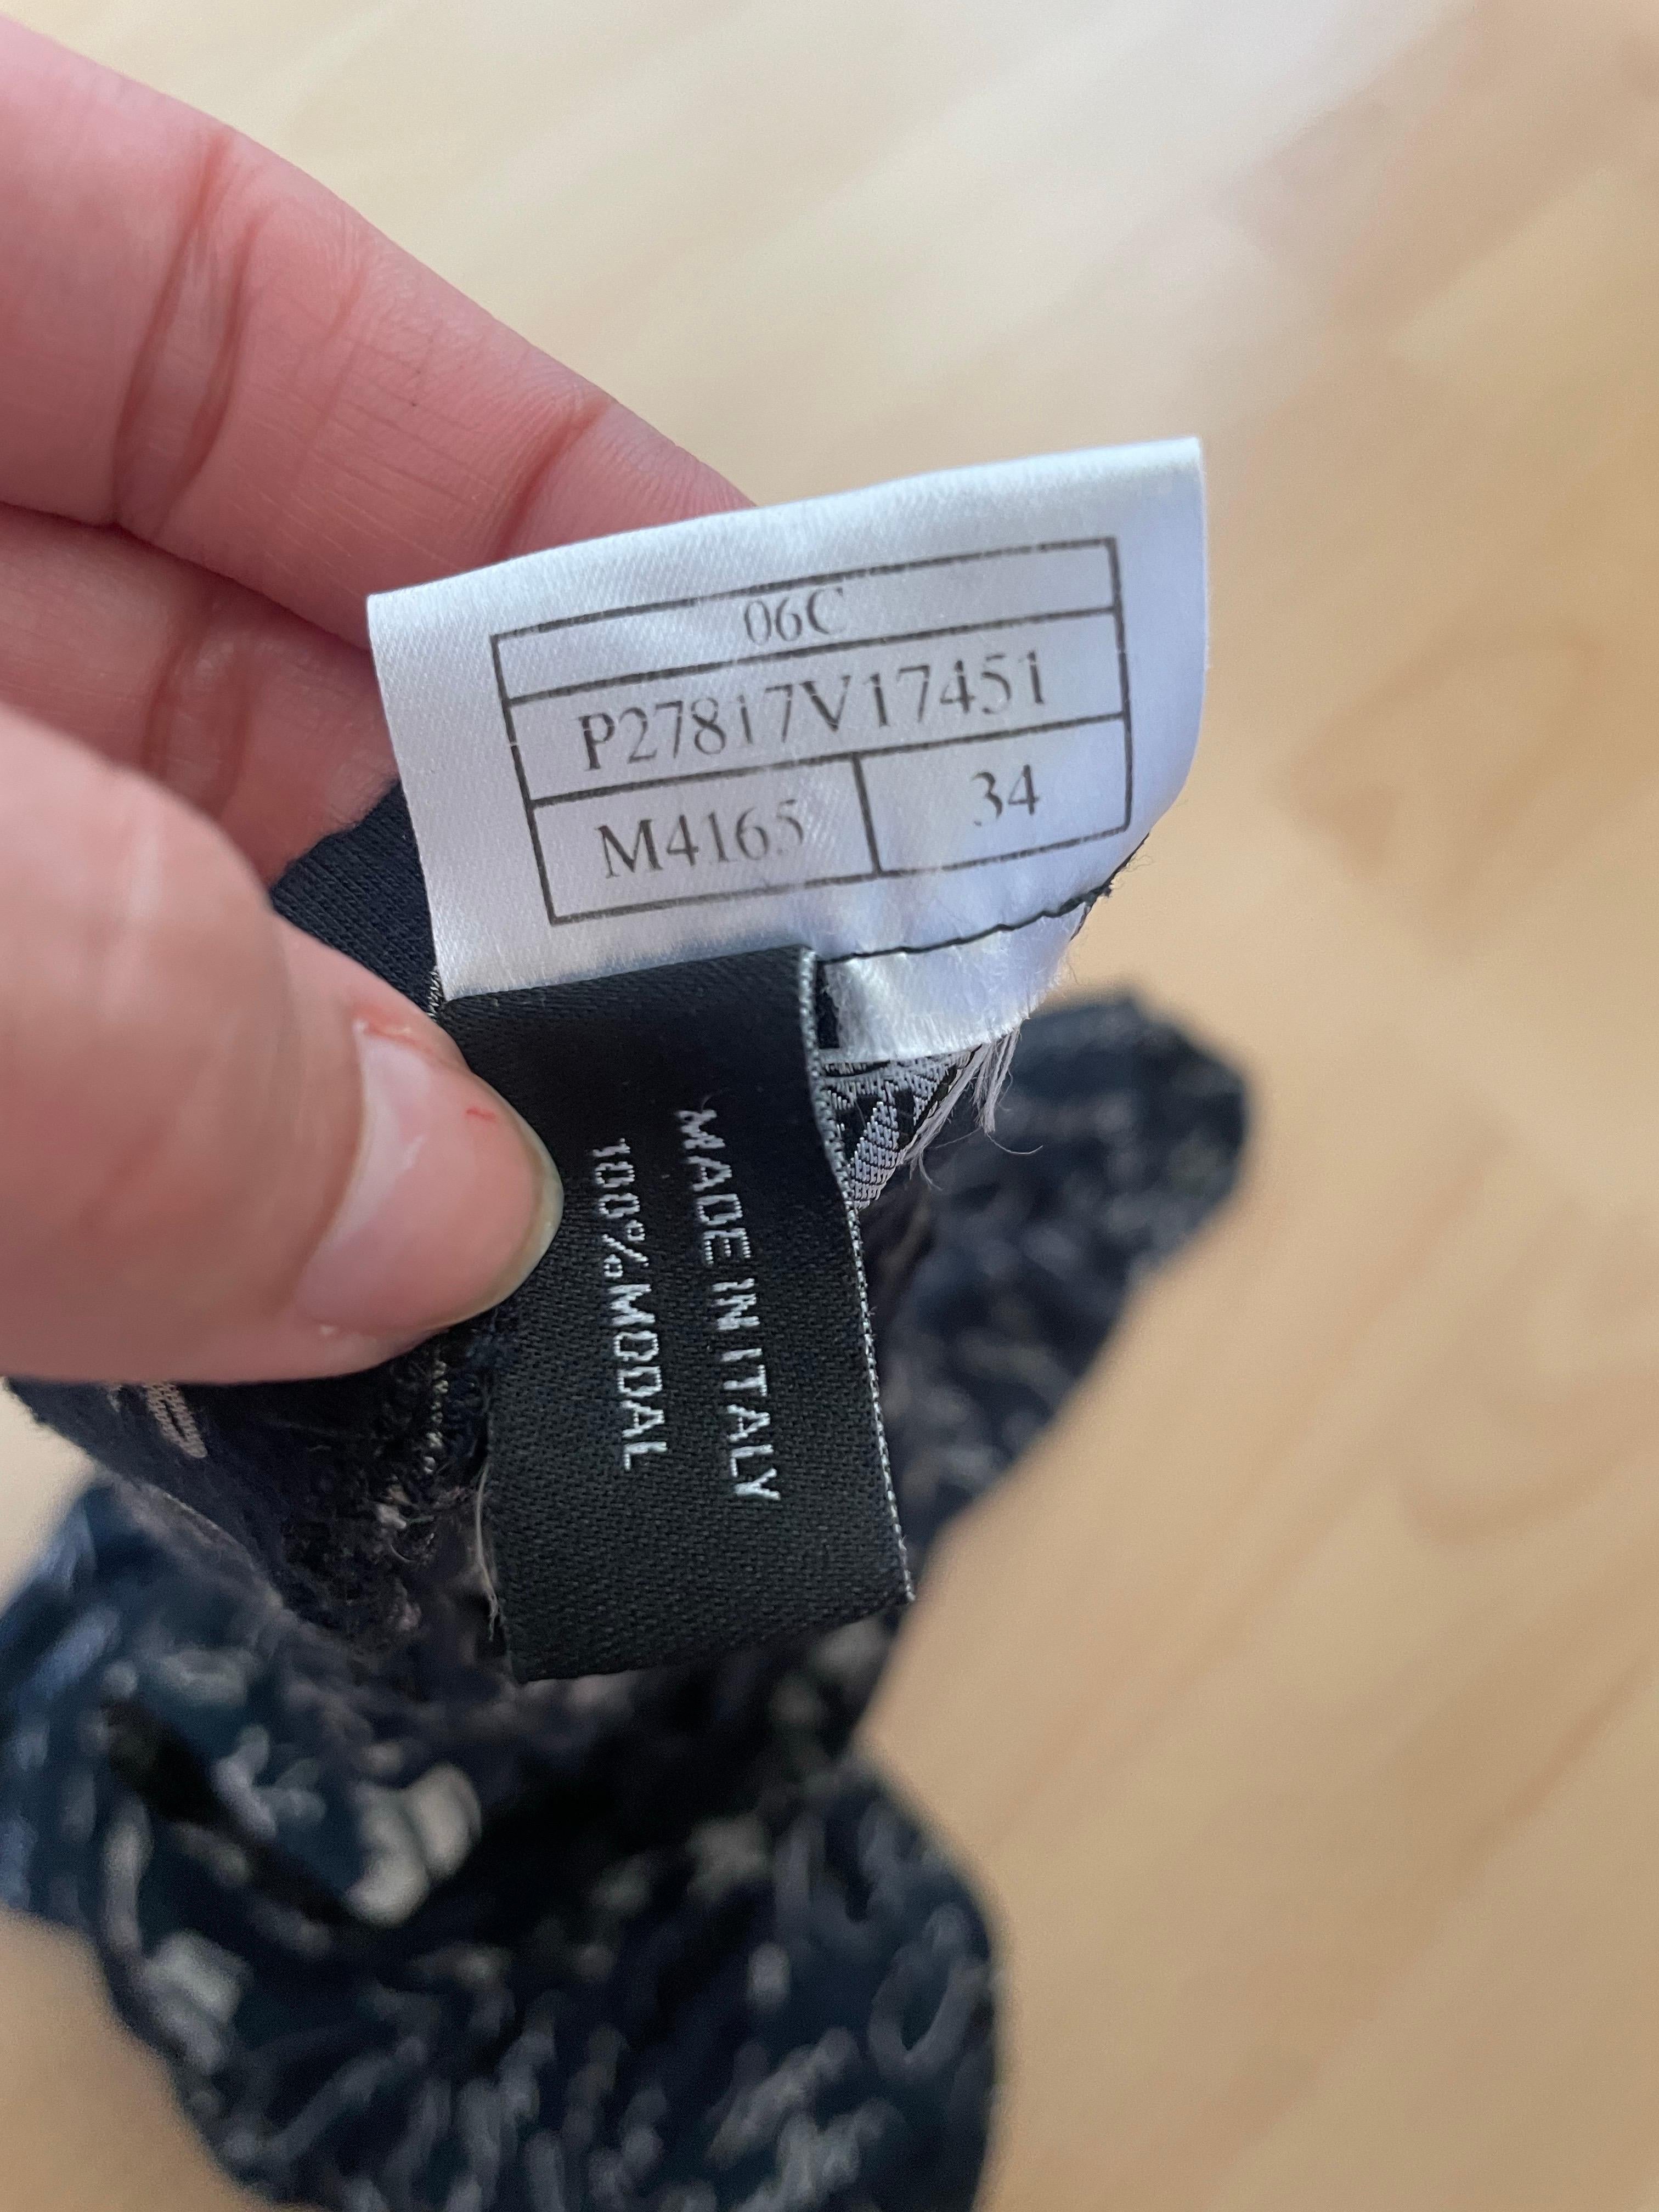 06C
P27817V17451
M4165 34
MADE IN ITALY
100%MODAL